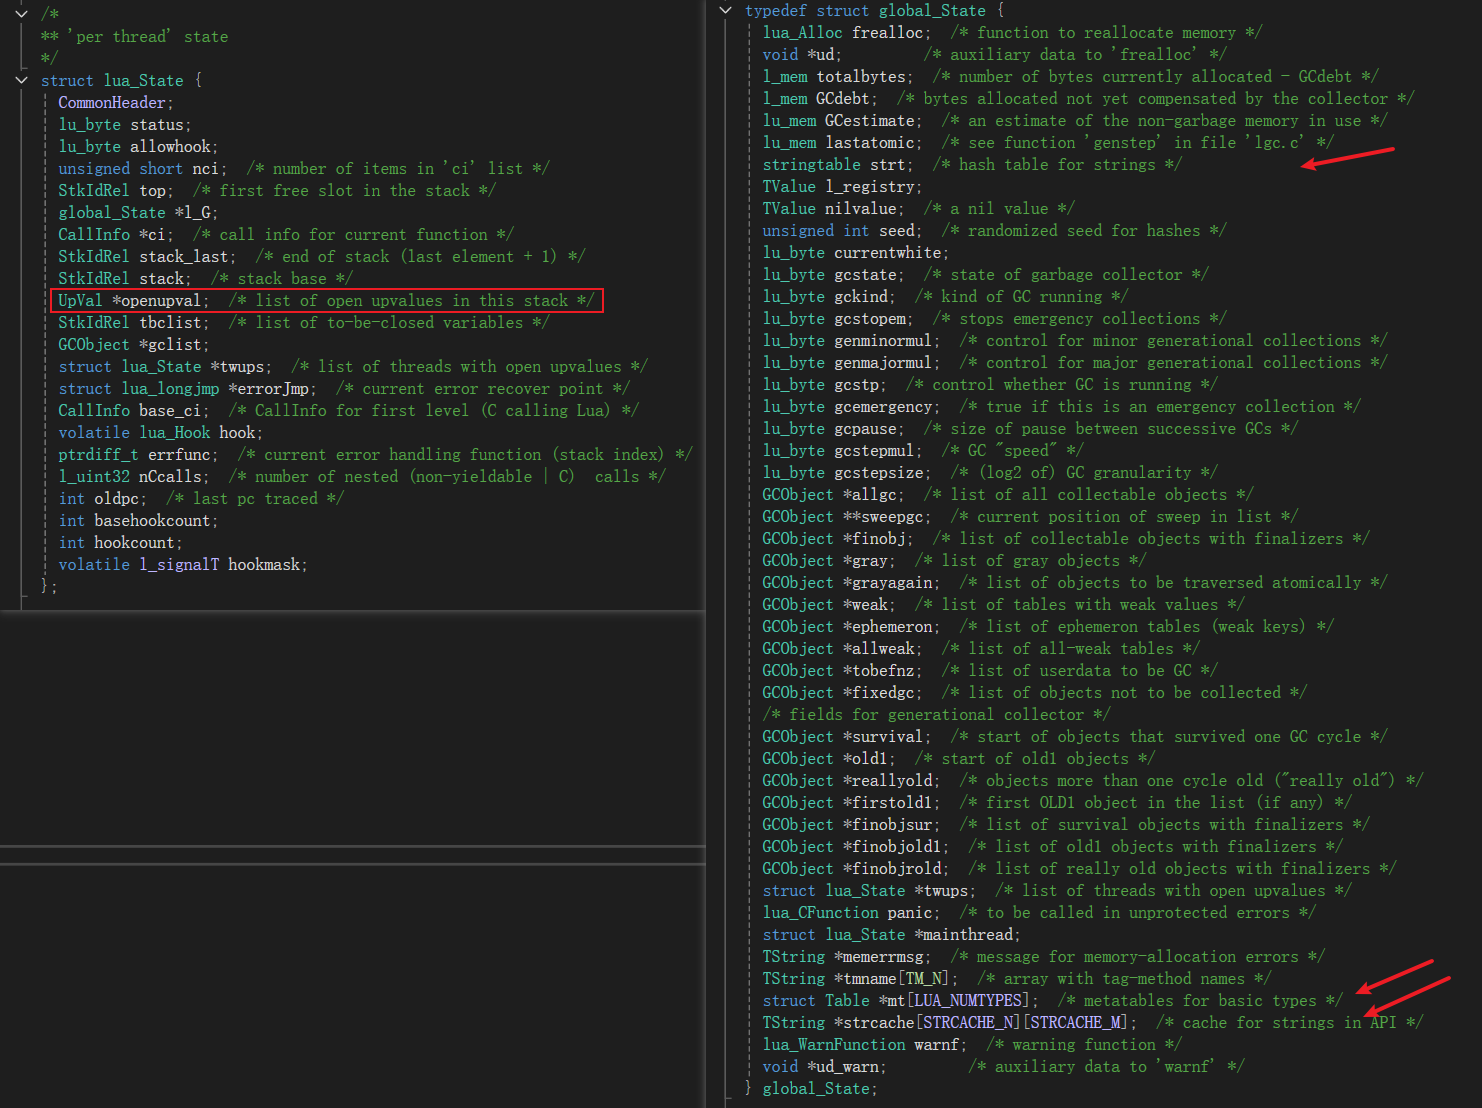 /*
** 'per thread' state
*/
struct lua_State {
CommonHeader;
lu_byte status;
lu_byte allowhook;
unsigned short nci;  /* number of items in 'ci' list */
StkIdRel top;  /* first free slot in the stack */
global_State *l_G;
CallInfo *ci;  /* call info for current function */
StkIdRel stack_last;  /* end of stack (last element + 1) */
StkIdRel stack;  /* stack base */
UpVal *openupval;  /* list of open upvalues in this stack */
StkIdRel tbclist;  /* list of to-be-closed variables */
GCObject *gclist;
struct lua_State *twups;  /* list of threads with open upvalues */
struct lua_longjmp *errorJmp;  /* current error recover point */
CallInfo base_ci;  /* CallInfo for first level (C calling Lua) */
volatile lua_Hook hook;
ptrdiff_t errfunc;  /* current error handling function (stack index) */
l_uint32 nCcalls;  /* number of nested (non-yieldable | C)  calls */
int oldpc;  /* last pc traced */
int basehookcount;
int hookcount;
volatile l_signalT hookmask;
};
typedef struct global_State {
lua_Alloc frealloc;  /* function to reallocate memory */
void *ud;         /* auxiliary data to 'frealloc' */
l_mem totalbytes;  /* number of bytes currently allocated - GCdebt */
l_mem GCdebt;  /* bytes allocated not yet compensated by the collector */
lu_mem GCestimate;  /* an estimate of the non-garbage memory in use */
lu_mem lastatomic;  /* see function 'genstep' in file 'lgc.c' */
stringtable strt;  /* hash table for strings */
TValue l_registry;
TValue nilvalue;  /* a nil value */
unsigned int seed;  /* randomized seed for hashes */
lu_byte currentwhite;
lu_byte gcstate;  /* state of garbage collector */
lu_byte gckind;  /* kind of GC running */
lu_byte gcstopem;  /* stops emergency collections */
lu_byte genminormul;  /* control for minor generational collections */
lu_byte genmajormul;  /* control for major generational collections */
lu_byte gcstp;  /* control whether GC is running */
lu_byte gcemergency;  /* true if this is an emergency collection */
lu_byte gcpause;  /* size of pause between successive GCs */
lu_byte gcstepmul;  /* GC "speed" */
lu_byte gcstepsize;  /* (log2 of) GC granularity */
GCObject *allgc;  /* list of all collectable objects */
GCObject **sweepgc;  /* current position of sweep in list */
GCObject *finobj;  /* list of collectable objects with finalizers */
GCObject *gray;  /* list of gray objects */
GCObject *grayagain;  /* list of objects to be traversed atomically */
GCObject *weak;  /* list of tables with weak values */
GCObject *ephemeron;  /* list of ephemeron tables (weak keys) */
GCObject *allweak;  /* list of all-weak tables */
GCObject *tobefnz;  /* list of userdata to be GC */
GCObject *fixedgc;  /* list of objects not to be collected */
/* fields for generational collector */
GCObject *survival;  /* start of objects that survived one GC cycle */
GCObject *old1;  /* start of old1 objects */
GCObject *reallyold;  /* objects more than one cycle old ("really old") */
GCObject *firstold1;  /* first OLD1 object in the list (if any) */
GCObject *finobjsur;  /* list of survival objects with finalizers */
GCObject *finobjold1;  /* list of old1 objects with finalizers */
GCObject *finobjrold;  /* list of really old objects with finalizers */
struct lua_State *twups;  /* list of threads with open upvalues */
lua_CFunction panic;  /* to be called in unprotected errors */
struct lua_State *mainthread;
TString *memerrmsg;  /* message for memory-allocation errors */
TString *tmname[TM_N];  /* array with tag-method names */
struct Table *mt[LUA_NUMTYPES];  /* metatables for basic types */
TString *strcache[STRCACHE_N][STRCACHE_M];  /* cache for strings in API */
lua_WarnFunction warnf;  /* warning function */
void *ud_warn;         /* auxiliary data to 'warnf' */
} global_State;